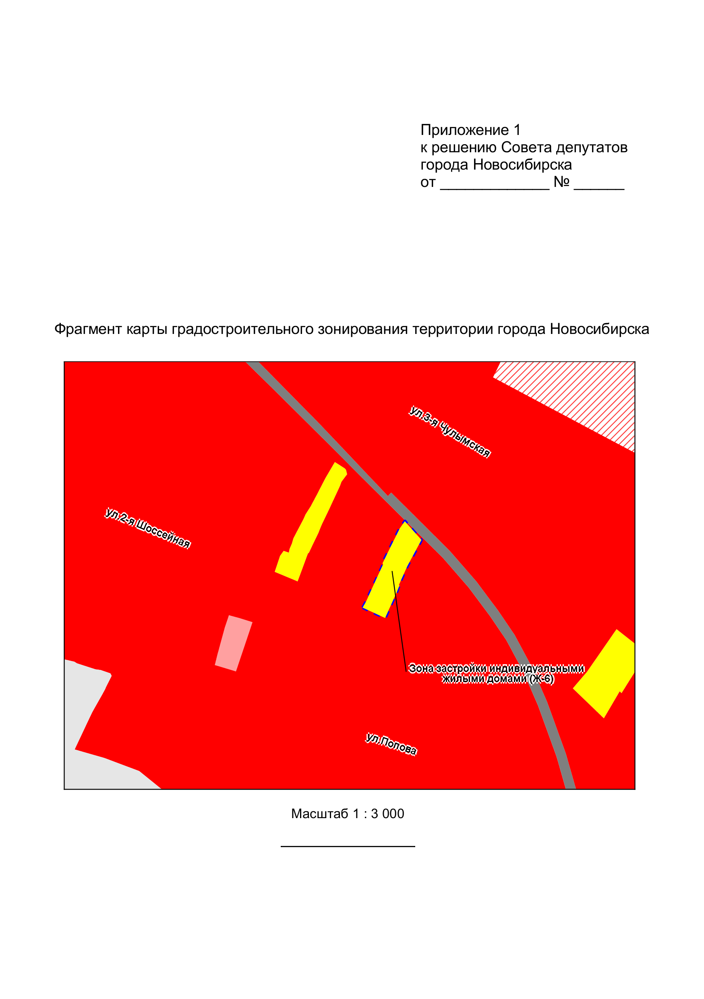 Приложение 1
к решению Совета депутатов
города Новосибирска
от _____________ № ______
Фрагмент карты градостроительного зонирования территории города Новосибирска
ул.3-я Чулымская
ул.2-я Шоссейная
Зона застройки индивидуальными
жилыми домами (Ж-6)
ул.Попова
Масштаб 1 : 3 000